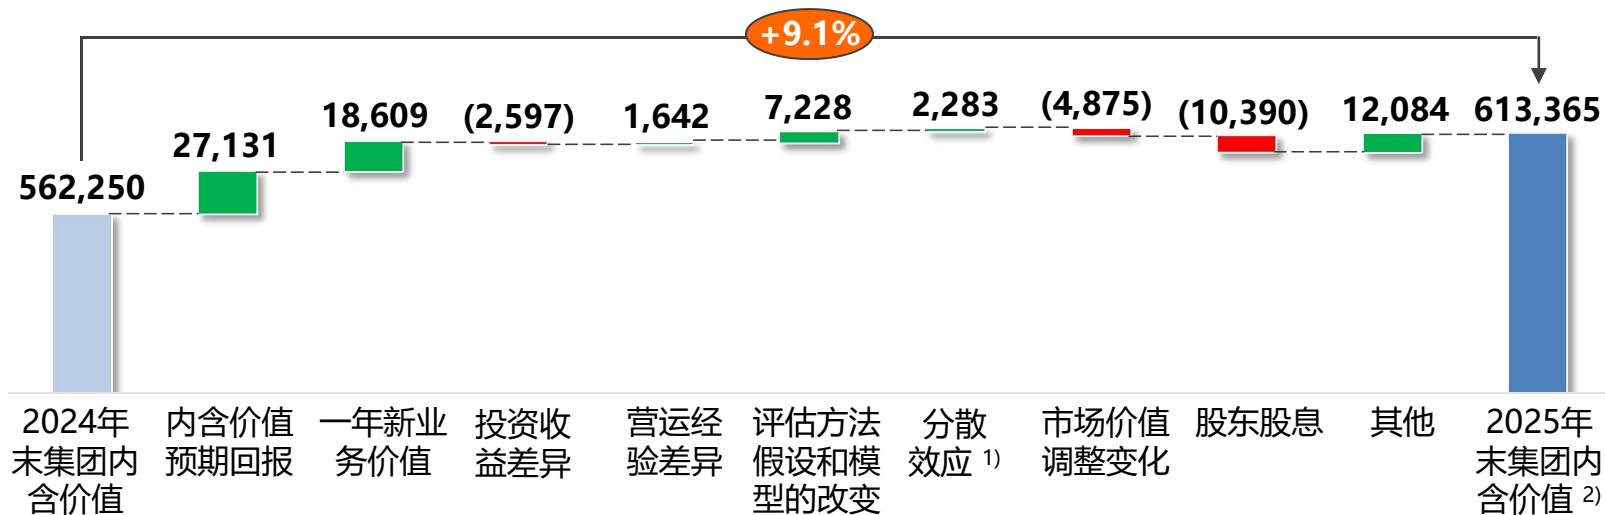 +9.1%
562,250
27,131
18,609
(2,597)
1,642
7,228
2,283
(4,875)
(10,390)
12,084
613,365
2024年
末集团内
含价值
内含价值
预期回报
一年新业
务价值
投资收
益差异
营运经
验差异
评估方法
假设和模
型的改变
分散
效应 1)
市场价值
调整变化
股东股息
其他
2025年
末集团内
含价值 2)